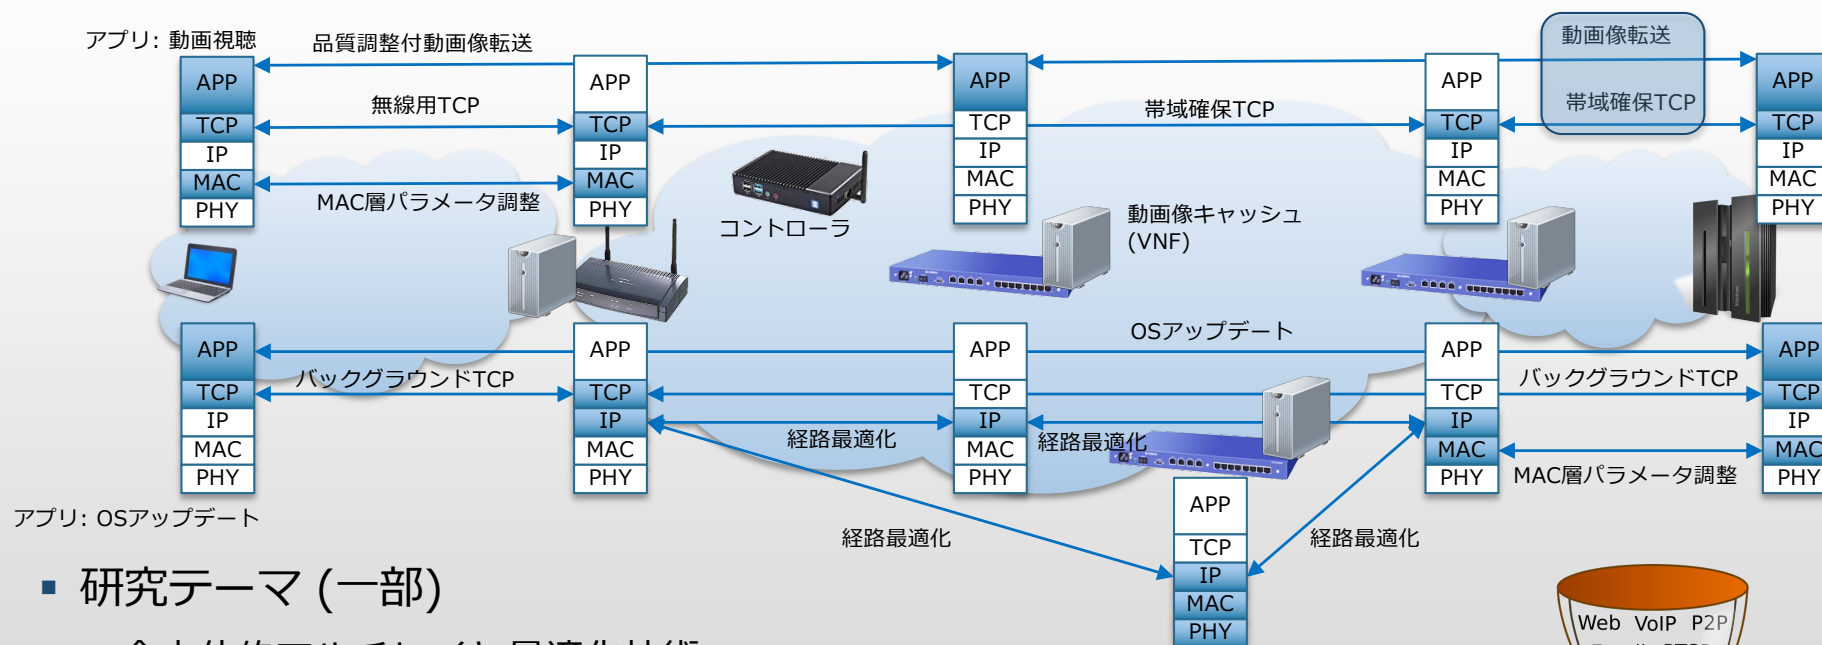 アプリ: 動画視聴
品質調整付動画像転送
動画像転送
無線用TCP
帯域確保TCP
帯域確保TCP
MAC層パラメータ調整
APP
TCP
IP
MAC
PHY
APP
TCP
IP
MAC
PHY
APP
TCP
IP
MAC
PHY
APP
TCP
IP
MAC
PHY
APP
TCP
IP
MAC
PHY
コントローラ
動画像キャッシュ
(VNF)
OSアップデート
バックグラウンドTCP
バックグラウンドTCP
APP
TCP
IP
MAC
PHY
APP
TCP
IP
MAC
PHY
APP
TCP
IP
MAC
PHY
APP
TCP
IP
MAC
PHY
APP
TCP
IP
MAC
PHY
経路最適化
経路最適化
MAC層パラメータ調整
アプリ: OSアップデート
経路最適化
経路最適化
APP
TCP
IP
MAC
PHY
研究テーマ (一部)
Web VoIP P2P